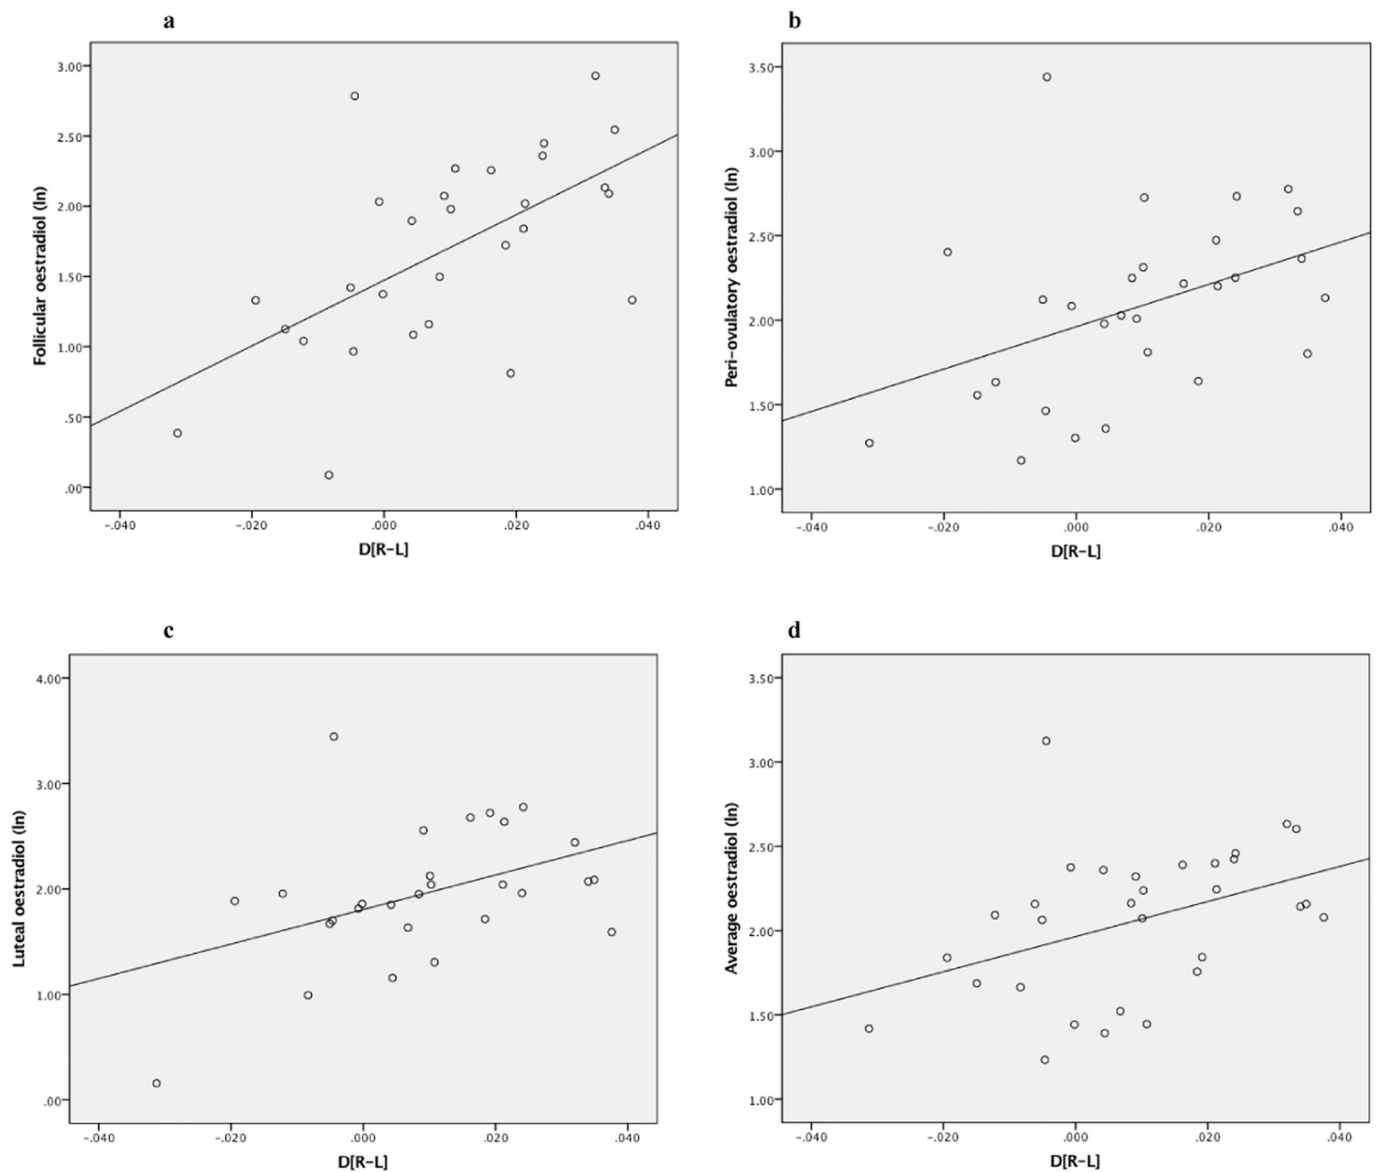 a
3.00
2.50
2.00
1.50
1.00
.50
.00
Follicular oestradiol (ln)
-.040 -.020 .000 .020 .040
D[R-L]
b
3.50
3.00
2.50
2.00
1.50
1.00
Peri-ovulatory oestradiol (ln)
-.040 -.020 .000 .020 .040
D[R-L]
c
4.00
3.00
2.00
1.00
.00
Luteal oestradiol (ln)
-.040 -.020 .000 .020 .040
D[R-L]
d
3.50
3.00
2.50
2.00
1.50
1.00
Average oestradiol (ln)
-.040 -.020 .000 .020 .040
D[R-L]